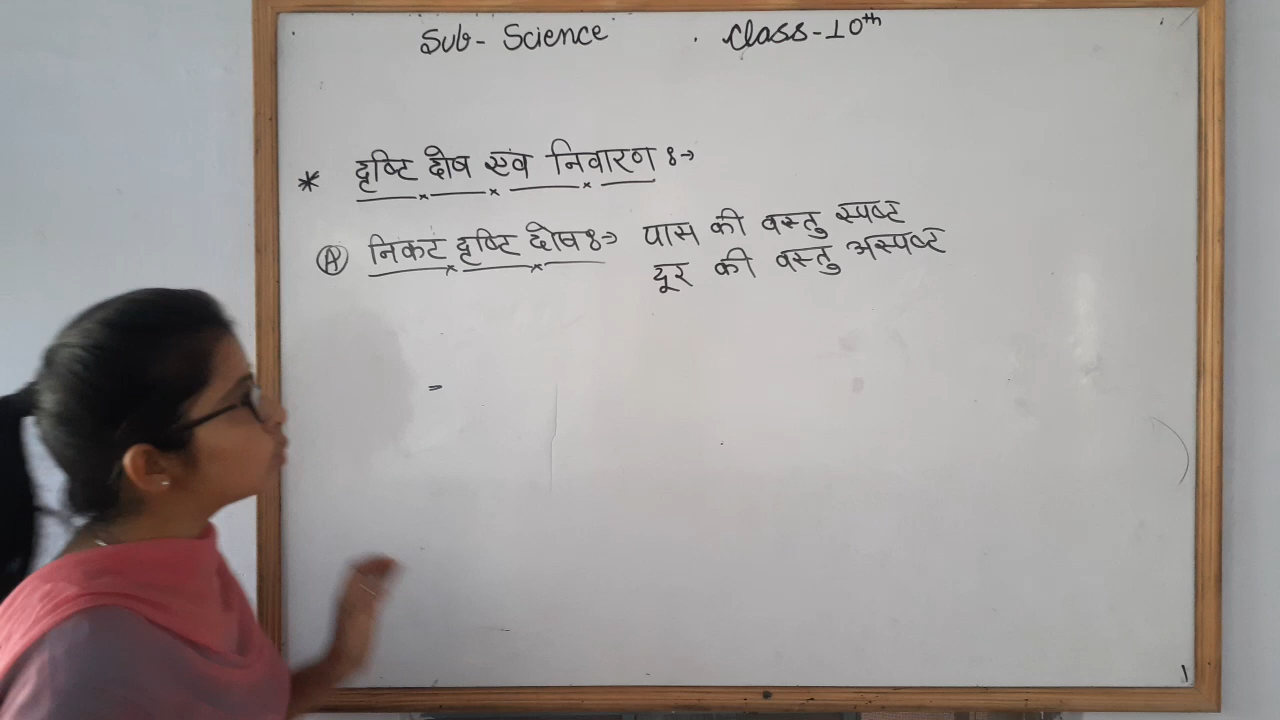 Sub- Science . Class-10th
* दृष्टि दोष एवं निवारण :→
(A) निकट दृष्टि दोष :→ पास की वस्तु स्पष्ट
दूर की वस्तु अस्पष्ट